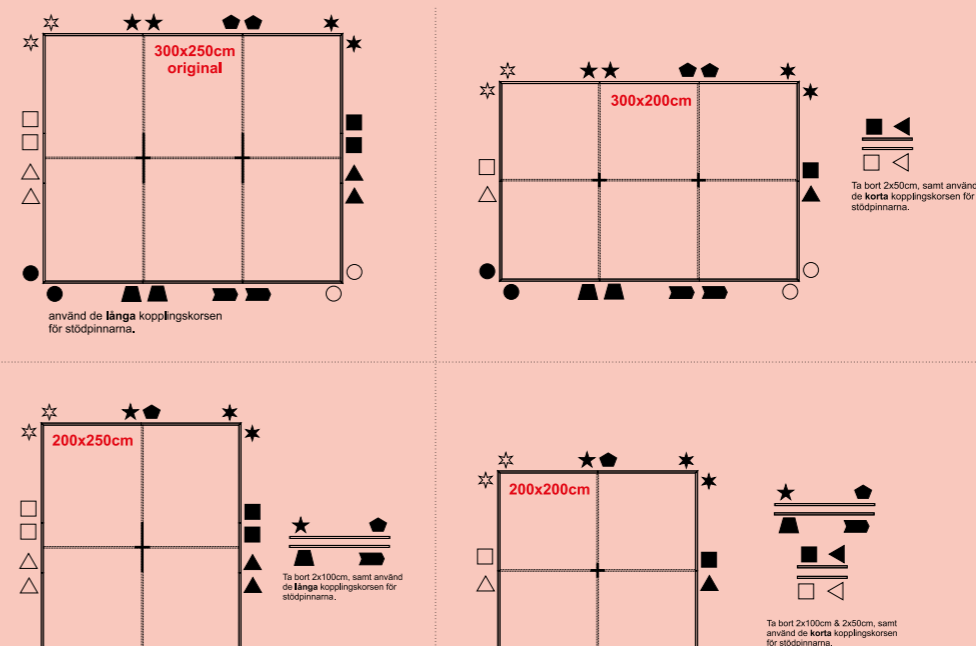 300x250cm
original
använd de långa kopplingskorsen
för stödpinnarna.
300x200cm
Ta bort 2x50cm, samt använd
de korta kopplingskorsen för
stödpinnarna.
200x250cm
Ta bort 2x100cm, samt använd
de långa kopplingskorsen för
stödpinnarna.
200x200cm
Ta bort 2x100cm & 2x50cm, samt
använd de korta kopplingskorsen
för stödpinnarna.